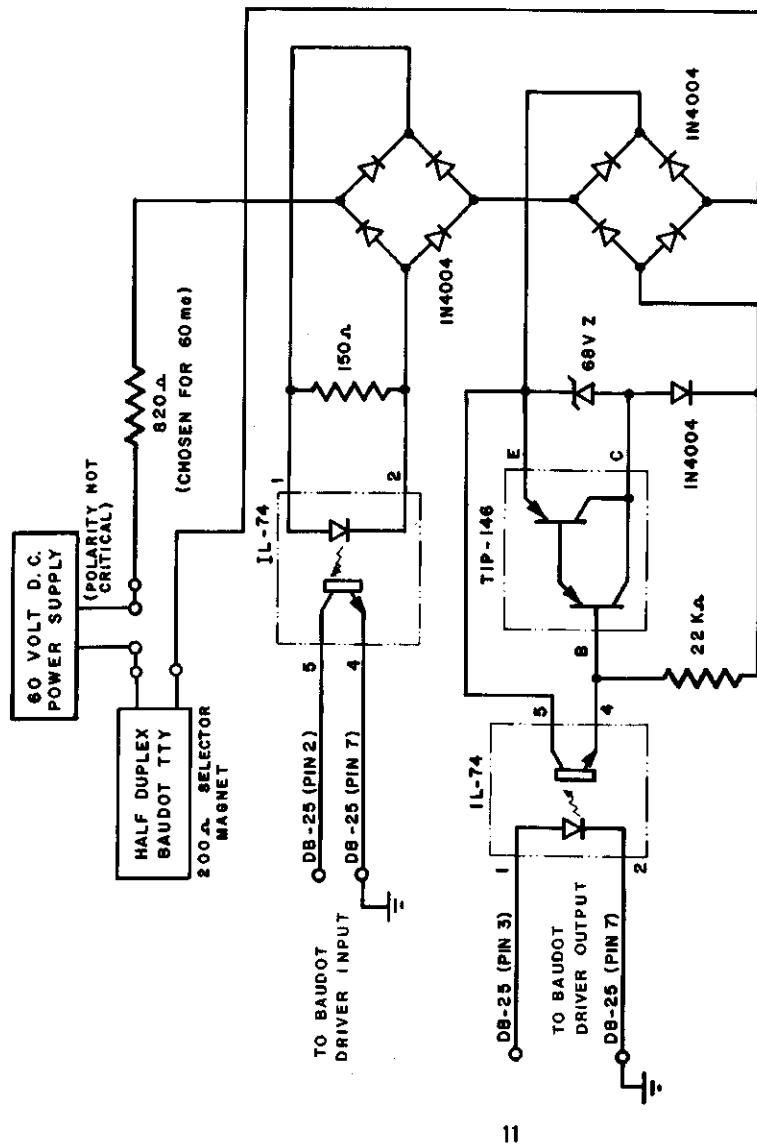 60 VOLT D.C.
POWER SUPPLY
(POLARITY NOT
CRITICAL)
820Ω
(CHOSEN FOR 60 ma)
HALF DUPLEX
BAUDOT TTY
200Ω SELECTOR
MAGNET
IL-74
1
2
5
4
150Ω
1N4004
DB-25 (PIN 2)
DB-25 (PIN 7)
TO BAUDOT
DRIVER INPUT
TIP-146
E
C
B
68V Z
1N4004
1N4004
22 KΩ
IL-74
5
4
1
2
DB-25 (PIN 3)
TO BAUDOT
DRIVER OUTPUT
DB-25 (PIN 7)
11